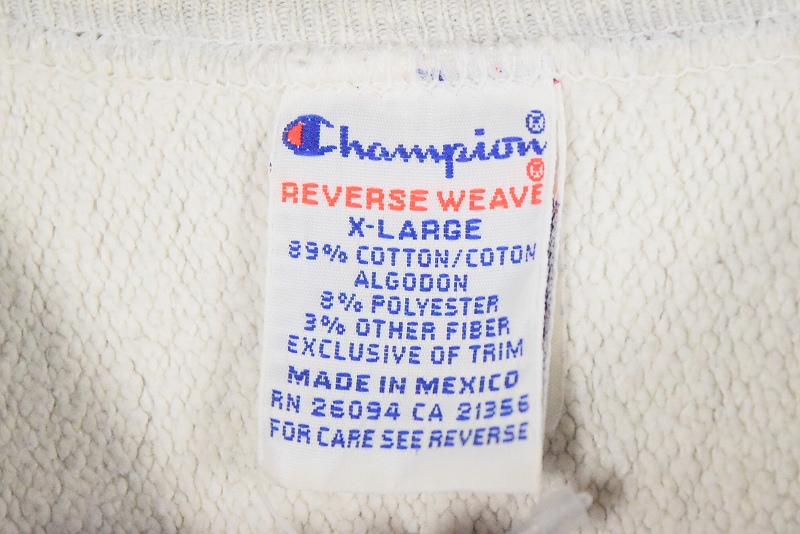 Champion®
REVERSE WEAVE®
X-LARGE
89% COTTON/COTON
ALGODON
8% POLYESTER
3% OTHER FIBER
EXCLUSIVE OF TRIM
MADE IN MEXICO
RN 26094 CA 21356
FOR CARE SEE REVERSE